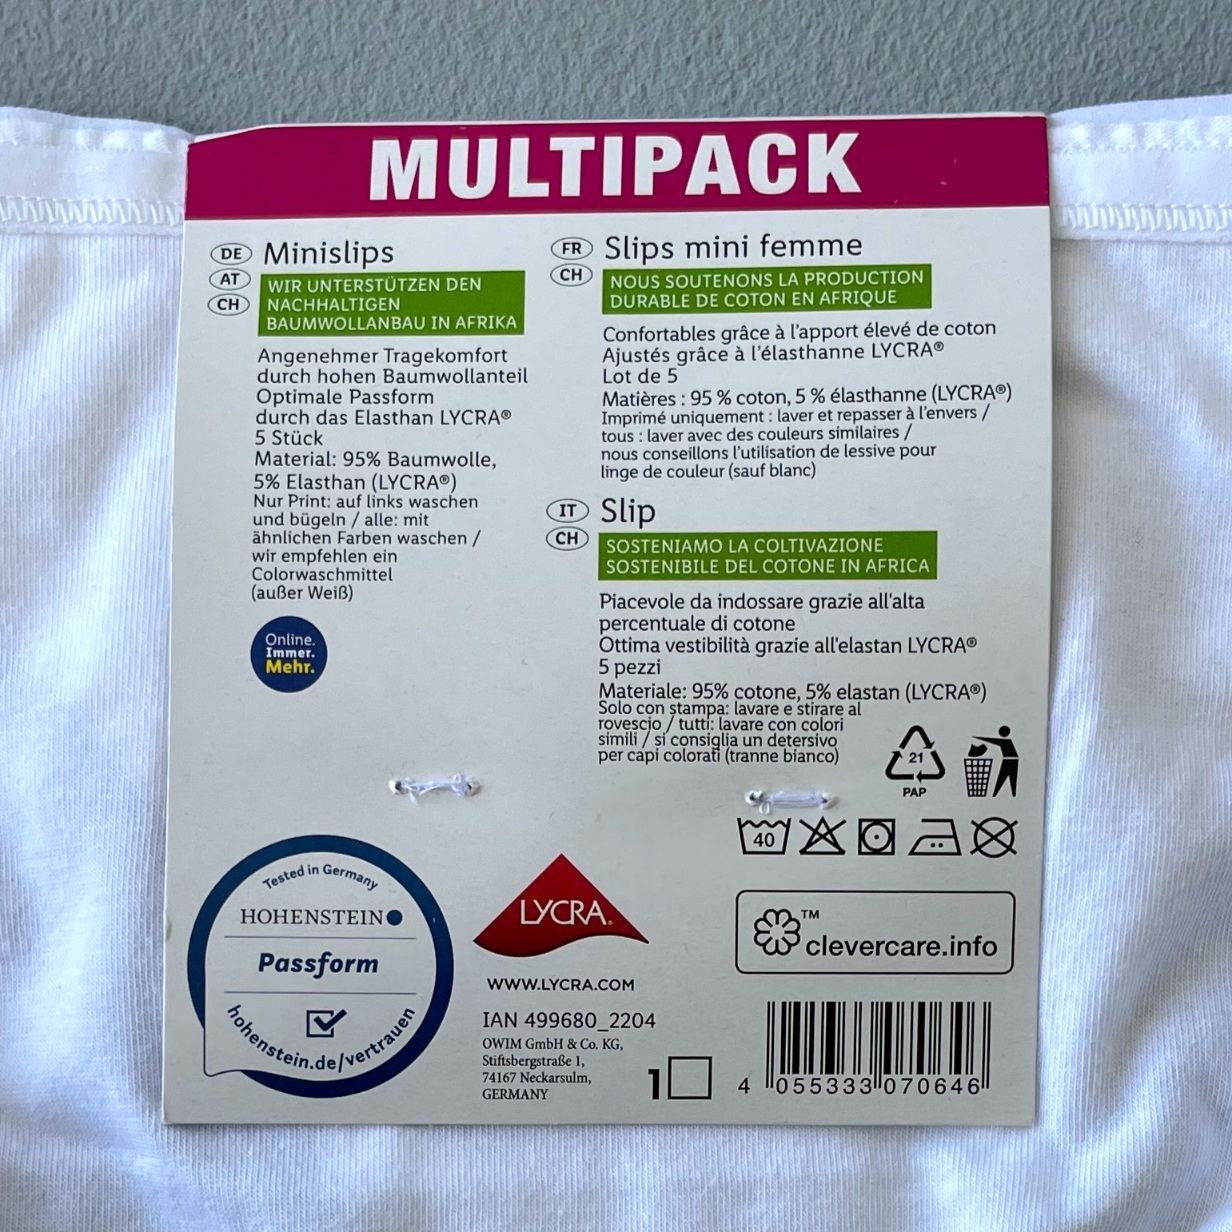 MULTIPACK
DE
AT
CH
Minislips
WIR UNTERSTÜTZEN DEN
NACHHALTIGEN
BAUMWOLLANBAU IN AFRIKA
Angenehmer Tragekomfort
durch hohen Baumwollanteil
Optimale Passform
durch das Elasthan LYCRA®
5 Stück
Material: 95% Baumwolle,
5% Elasthan (LYCRA®)
Nur Print: auf links waschen
und bügeln / alle: mit
ähnlichen Farben waschen /
wir empfehlen ein
Colorwaschmittel
(außer Weiß)
Online.
Immer.
Mehr.
FR
CH
Slips mini femme
NOUS SOUTENONS LA PRODUCTION
DURABLE DE COTON EN AFRIQUE
Confortables grâce à l'apport élevé de coton
Ajustés grâce à l'élasthanne LYCRA®
Lot de 5
Matières : 95 % coton, 5 % élasthanne (LYCRA®)
Imprimé uniquement : laver et repasser à l'envers /
tous : laver avec des couleurs similaires /
nous conseillons l'utilisation de lessive pour
linge de couleur (sauf blanc)
IT
CH
Slip
SOSTENIAMO LA COLTIVAZIONE
SOSTENIBILE DEL COTONE IN AFRICA
Piacevole da indossare grazie all'alta
percentuale di cotone
Ottima vestibilità grazie all'elastan LYCRA®
5 pezzi
Materiale: 95% cotone, 5% elastan (LYCRA®)
Solo con stampa: lavare e stirare al
rovescio / tutti: lavare con colori
simili / si consiglia un detersivo
per capi colorati (tranne bianco)
21
PAP
40
Tested in Germany
HOHENSTEIN
Passform
hohenstein.de/vertrauen
LYCRA®
WWW.LYCRA.COM
IAN 499680_2204
OWIM GmbH & Co. KG,
Stiftsbergstraße 1,
74167 Neckarsulm,
GERMANY
1
™
clevercare.info
4 055333 070646